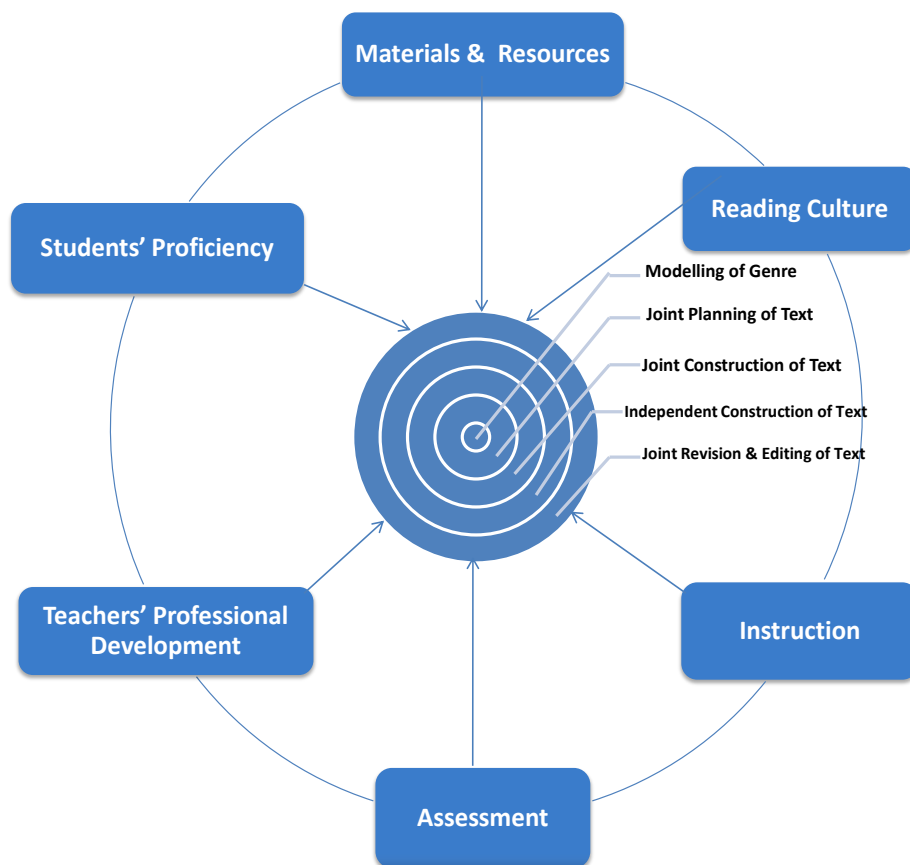 Materials & Resources
Reading Culture
Students’ Proficiency
Modelling of Genre
Joint Planning of Text
Joint Construction of Text
Independent Construction of Text
Joint Revision & Editing of Text
Teachers’ Professional
Development
Instruction
Assessment